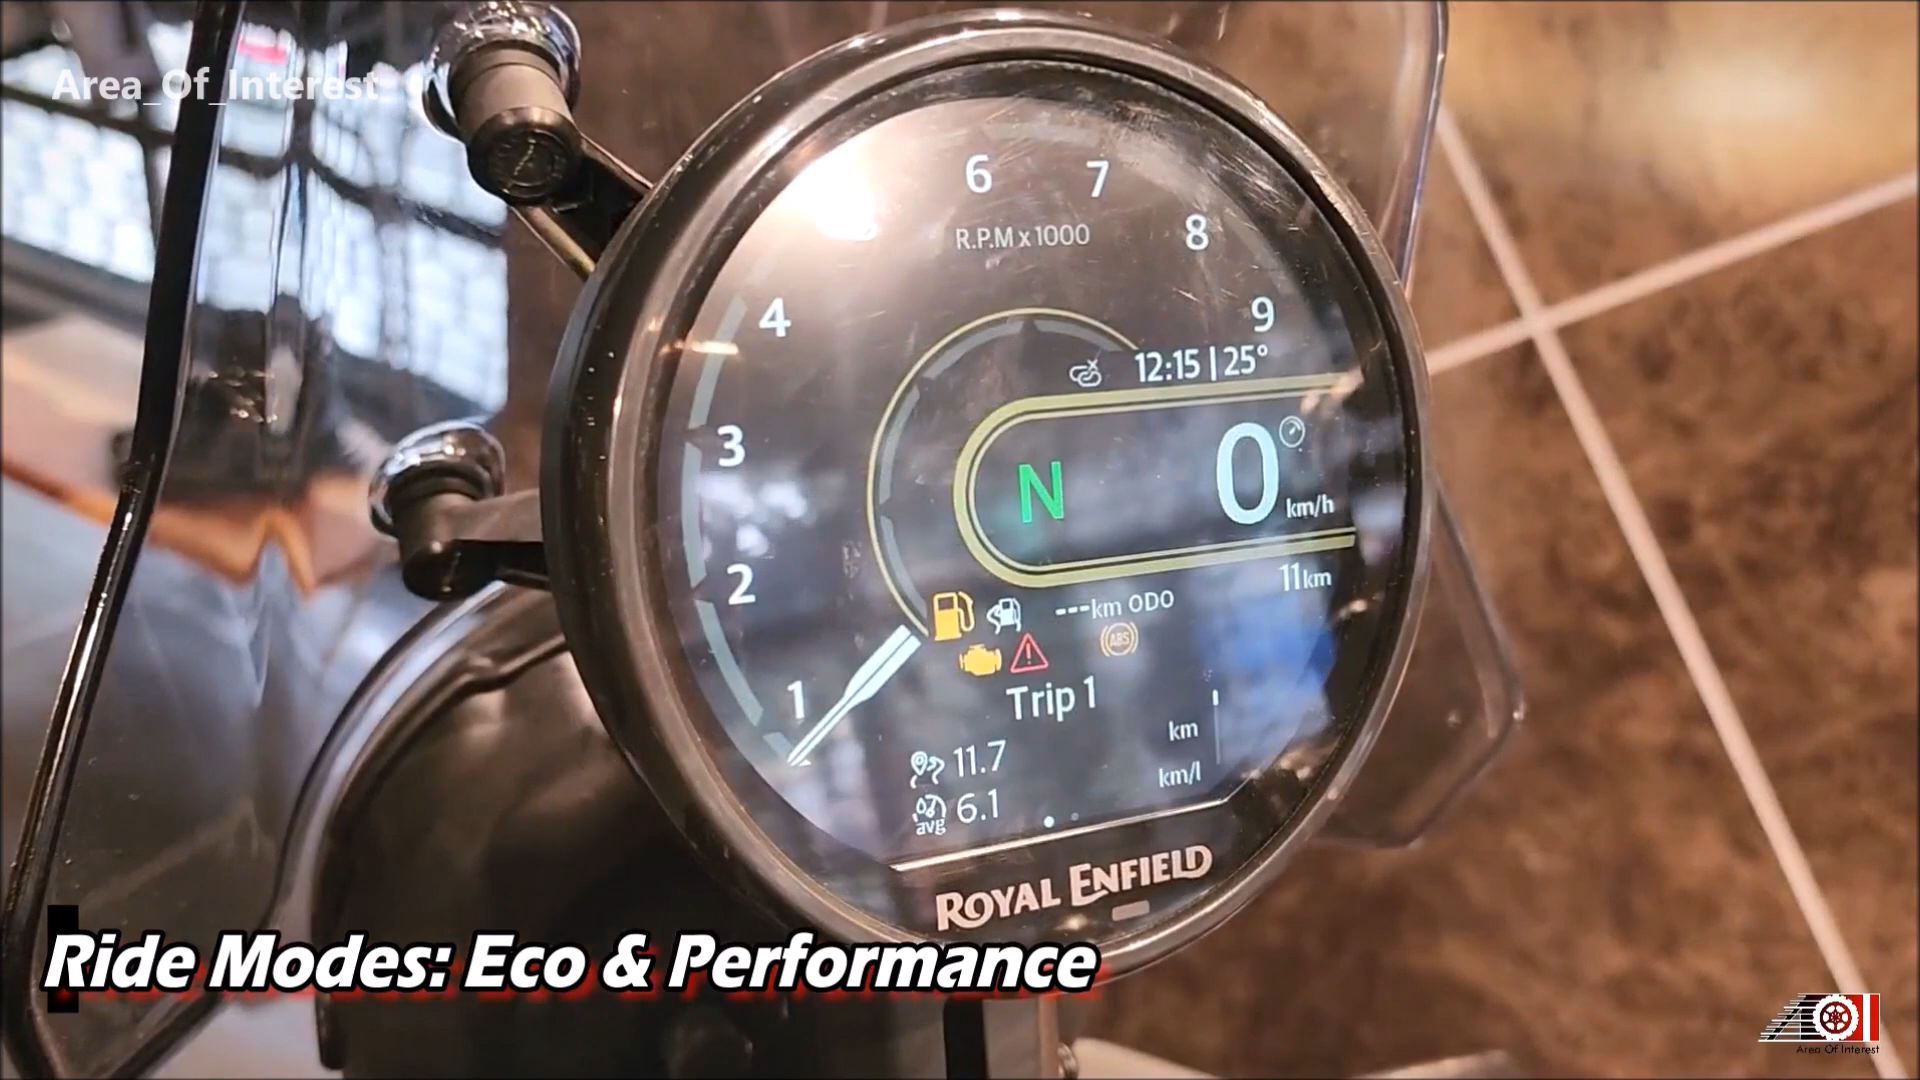 Area_Of_Interest
6
7
R.P.M x 1000
8
4
9
12:15 | 25°
3
N
0
km/h
2
11km
---km ODO
ABS
1
Trip 1
11.7 km
avg 6.1 km/l
ROYAL ENFIELD
Ride Modes: Eco & Performance
AOI
Area Of Interest